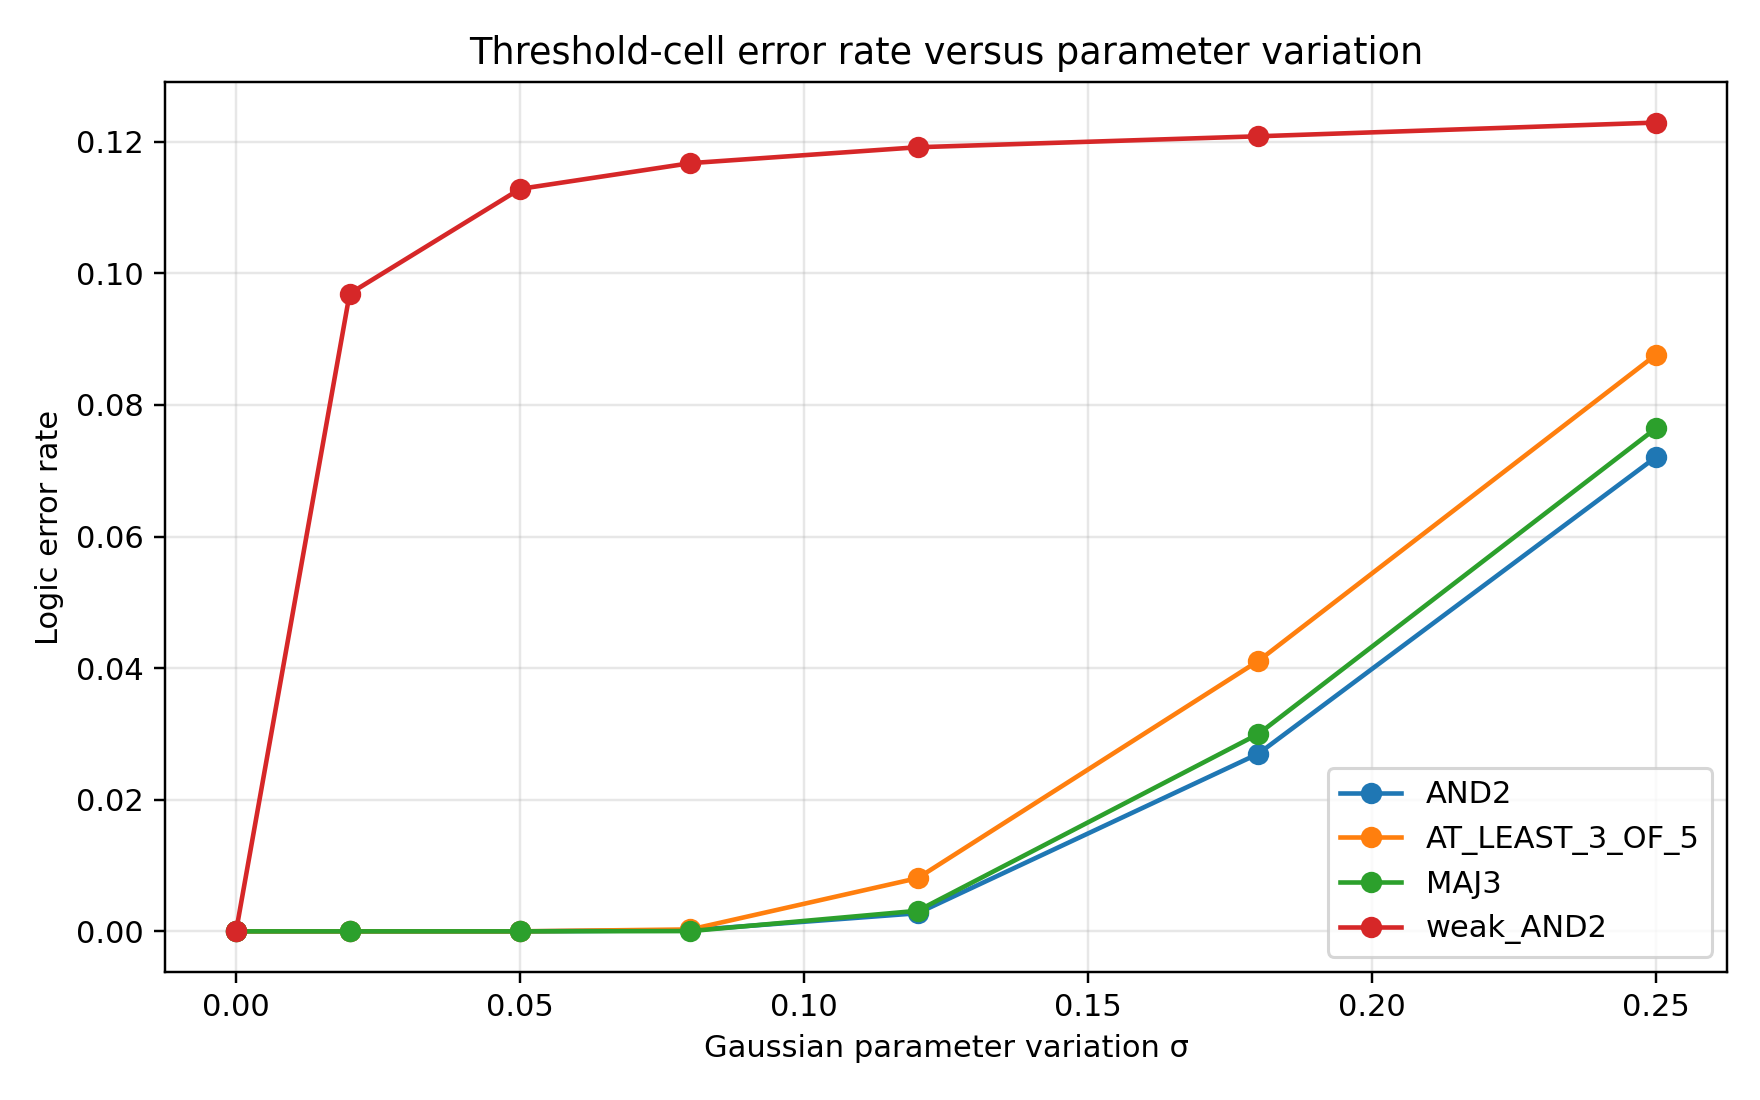 Threshold-cell error rate versus parameter variation
Logic error rate
0.12
0.10
0.08
0.06
0.04
0.02
0.00
0.00 0.05 0.10 0.15 0.20 0.25
Gaussian parameter variation σ
AND2
AT_LEAST_3_OF_5
MAJ3
weak_AND2